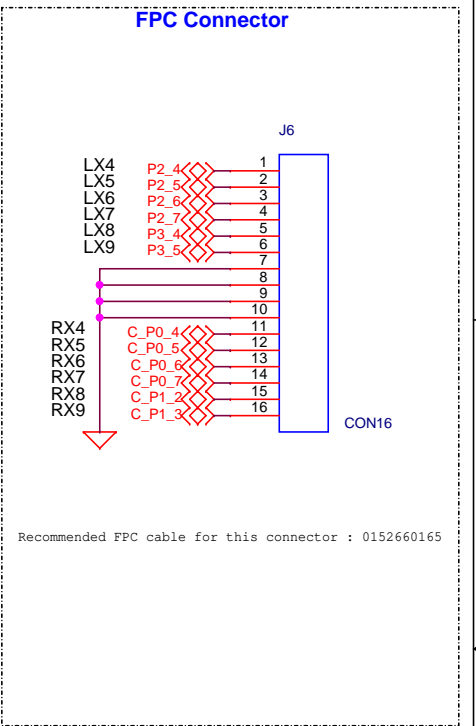 FPC Connector
J6
LX4 P2_4 1
LX5 P2_5 2
LX6 P2_6 3
LX7 P2_7 4
LX8 P3_4 5
LX9 P3_5 6
7
8
9
10
RX4 C_P0_4 11
RX5 C_P0_5 12
RX6 C_P0_6 13
RX7 C_P0_7 14
RX8 C_P1_2 15
RX9 C_P1_3 16
CON16
Recommended FPC cable for this connector : 0152660165